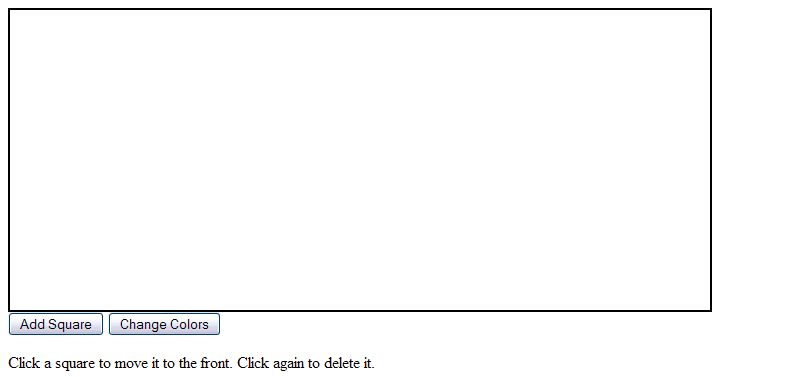 Add Square Change Colors
Click a square to move it to the front. Click again to delete it.